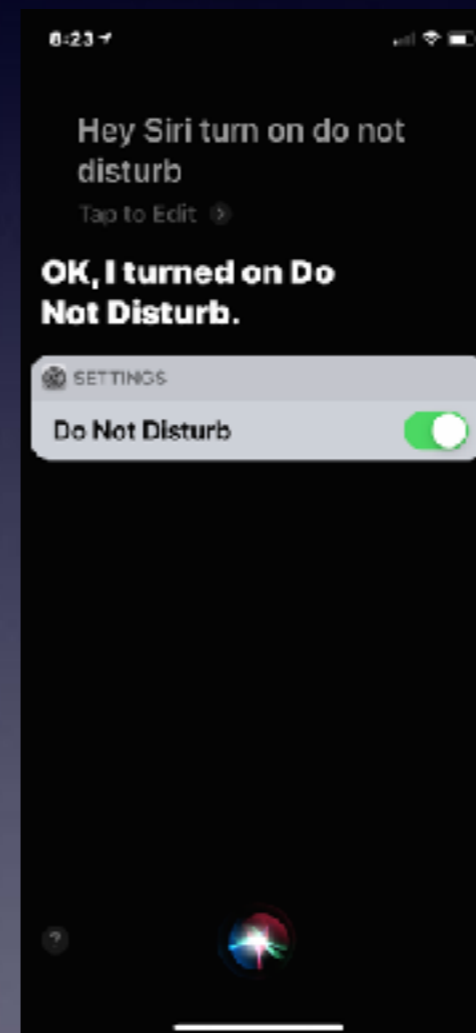 8:23
Hey Siri turn on do not
disturb
Tap to Edit
OK, I turned on Do
Not Disturb.
SETTINGS
Do Not Disturb
?